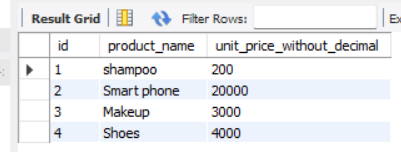 Result Grid Filter Rows: Ex
id product_name unit_price_without_decimal
1 shampoo 200
2 Smart phone 20000
3 Makeup 3000
4 Shoes 4000